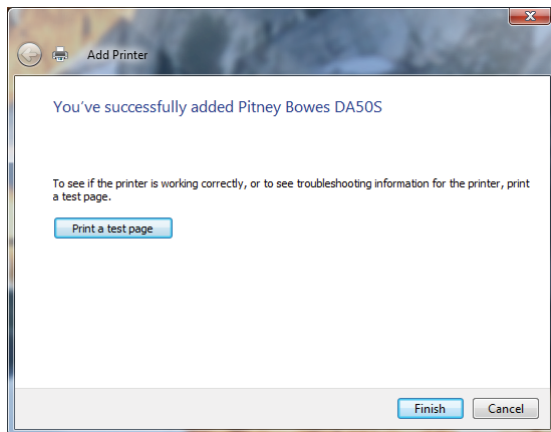 Add Printer
You've successfully added Pitney Bowes DA50S
To see if the printer is working correctly, or to see troubleshooting information for the printer, print
a test page.
Print a test page
Finish
Cancel